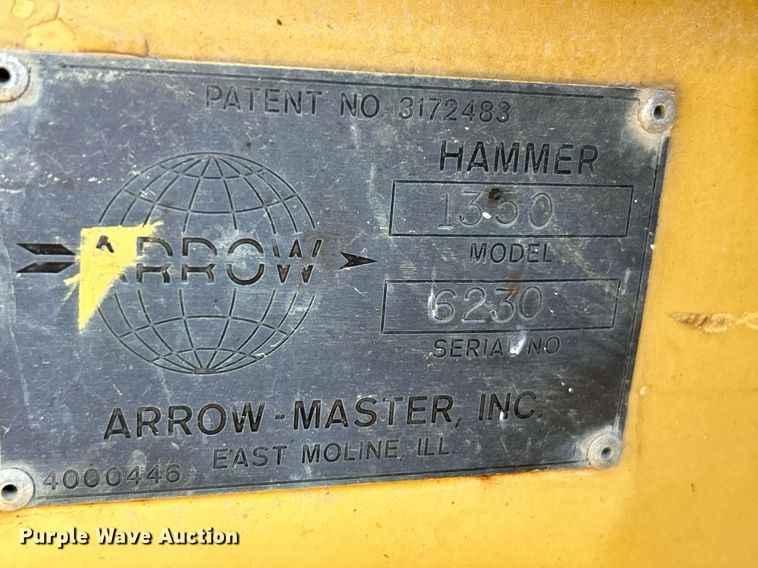 PATENT NO. 3172483
HAMMER
1350
MODEL
ARROW
6230
SERIAL NO
ARROW-MASTER, INC.
EAST MOLINE, ILL.
4000446
Purple Wave Auction